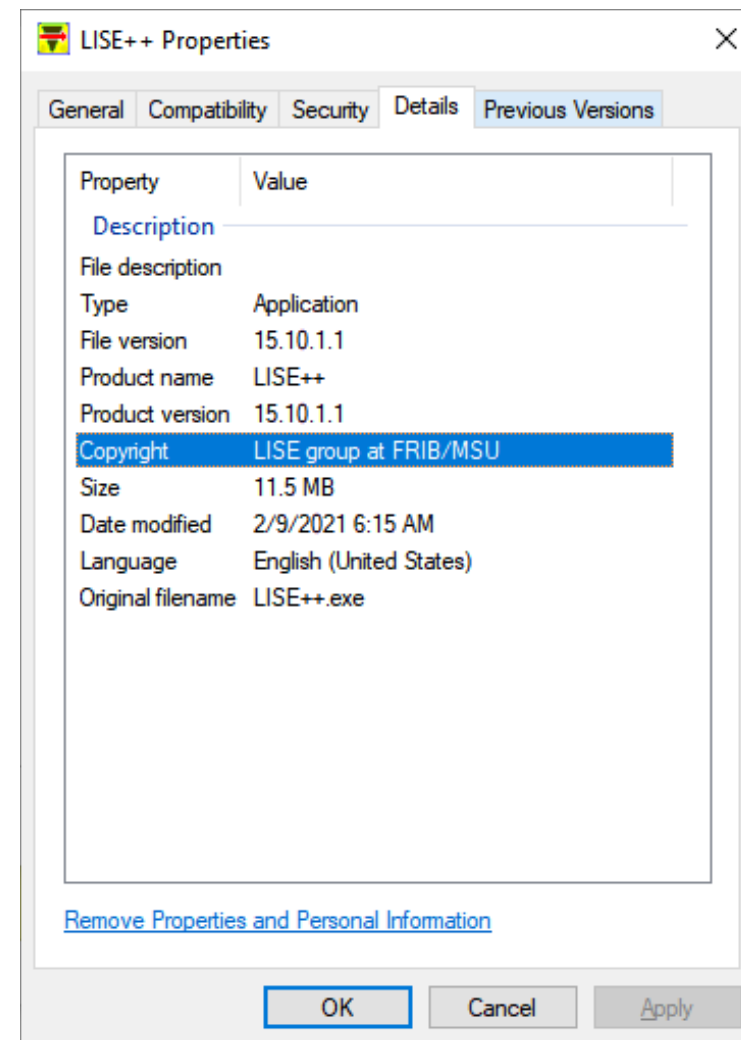 LISE++ Properties
General Compatibility Security Details Previous Versions
Property Value
Description
File description
Type Application
File version 15.10.1.1
Product name LISE++
Product version 15.10.1.1
Copyright LISE group at FRIB/MSU
Size 11.5 MB
Date modified 2/9/2021 6:15 AM
Language English (United States)
Original filename LISE++.exe
Remove Properties and Personal Information
OK Cancel Apply